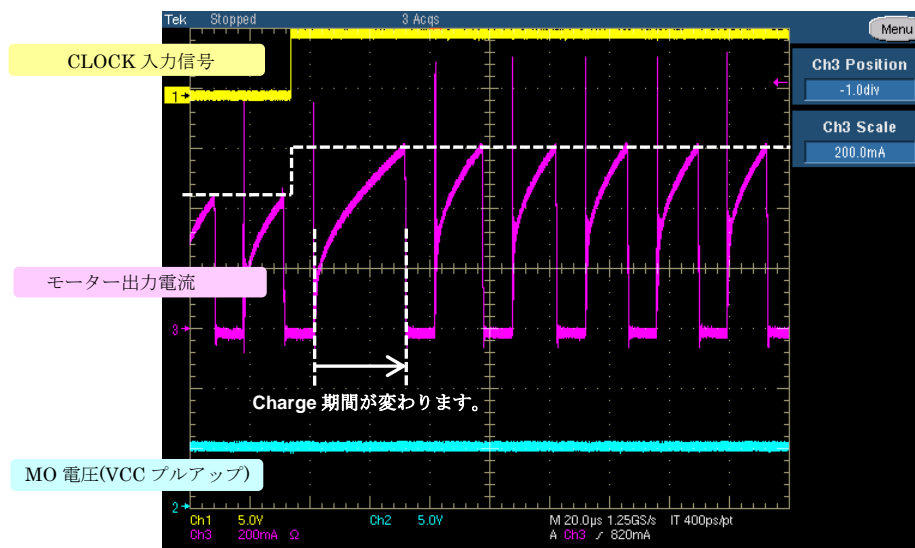 Tek Stopped 3 Acqs
Menu
CLOCK 入力信号
Ch3 Position
-1.0div
1
Ch3 Scale
200.0mA
モーター出力電流
3
Charge 期間が変わります。
MO 電圧(VCC プルアップ)
2
Ch1 5.0V Ch2 5.0V M 20.0µs 1.25GS/s IT 400ps/pt
Ch3 200mA Ω A Ch3 ∕ 820mA